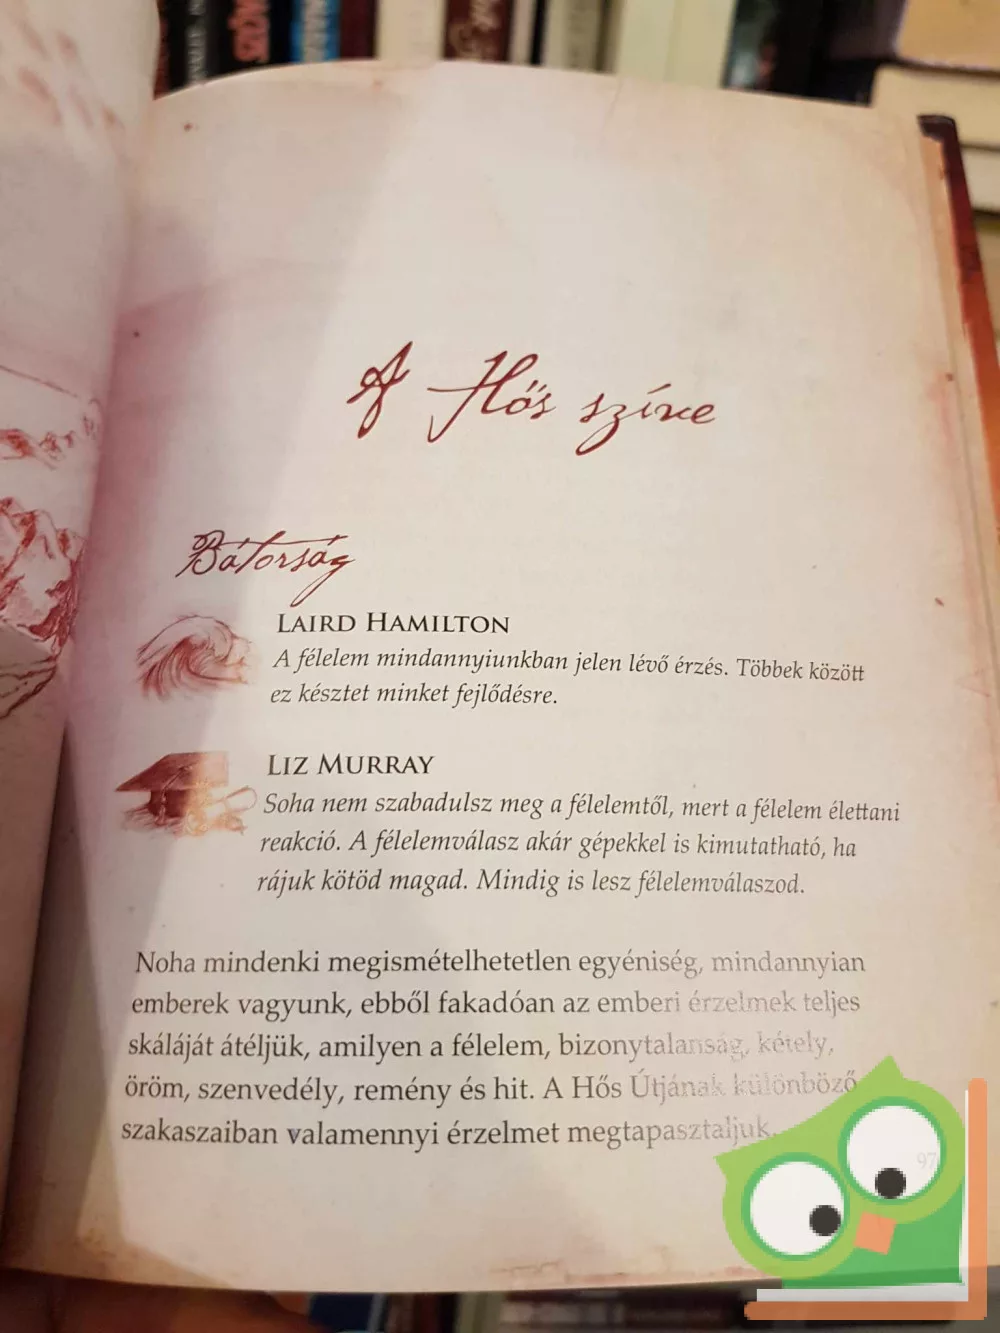 A Hős szíve
Bátorság
LAIRD HAMILTON
A félelem mindannyiunkban jelen lévő érzés. Többek között
ez késztet minket fejlődésre.
LIZ MURRAY
Soha nem szabadulsz meg a félelemtől, mert a félelem élettani
reakció. A félelemválasz akár gépekkel is kimutatható, ha
rájuk kötöd magad. Mindig is lesz félelemválaszod.
Noha mindenki megismételhetetlen egyéniség, mindannyian
emberek vagyunk, ebből fakadóan az emberi érzelmek teljes
skáláját átéljük, amilyen a félelem, bizonytalanság, kétely,
öröm, szenvedély, remény és hit. A Hős Útjának különböző
szakaszaiban valamennyi érzelmet megtapasztaljuk.
97